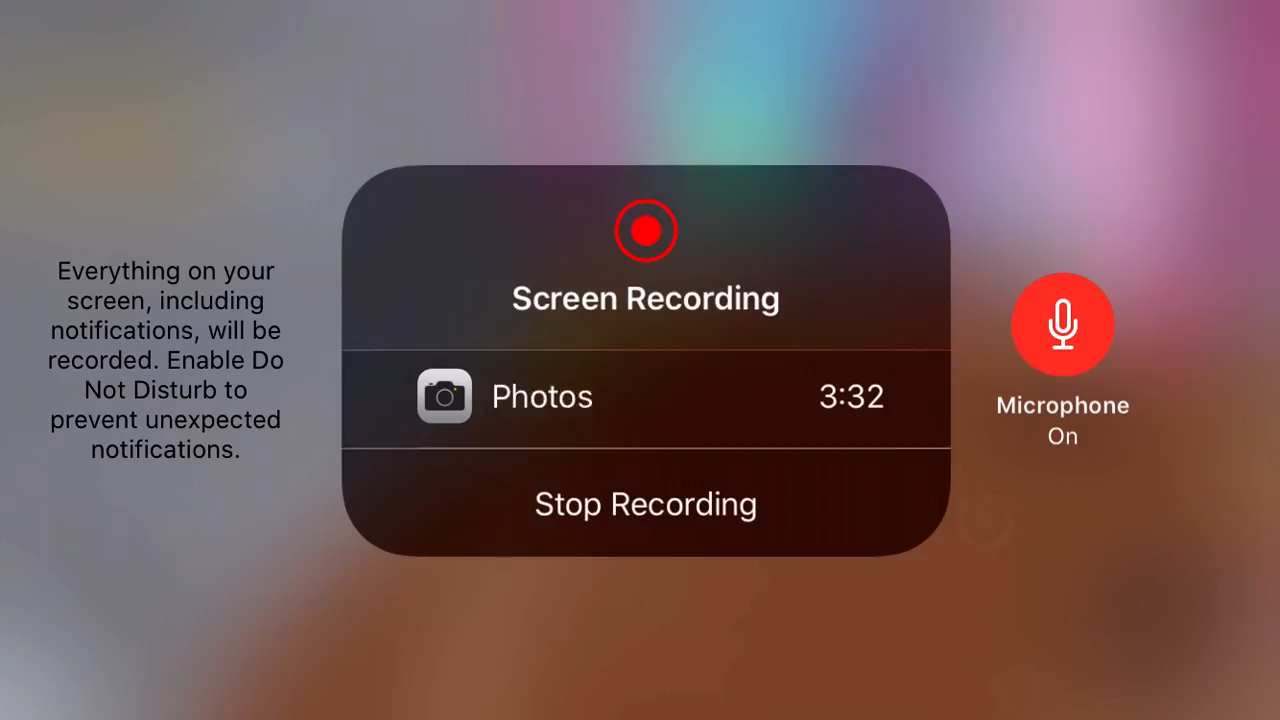 Everything on your
screen, including
notifications, will be
recorded. Enable Do
Not Disturb to
prevent unexpected
notifications.
Screen Recording
Photos 3:32
Stop Recording
Microphone
On